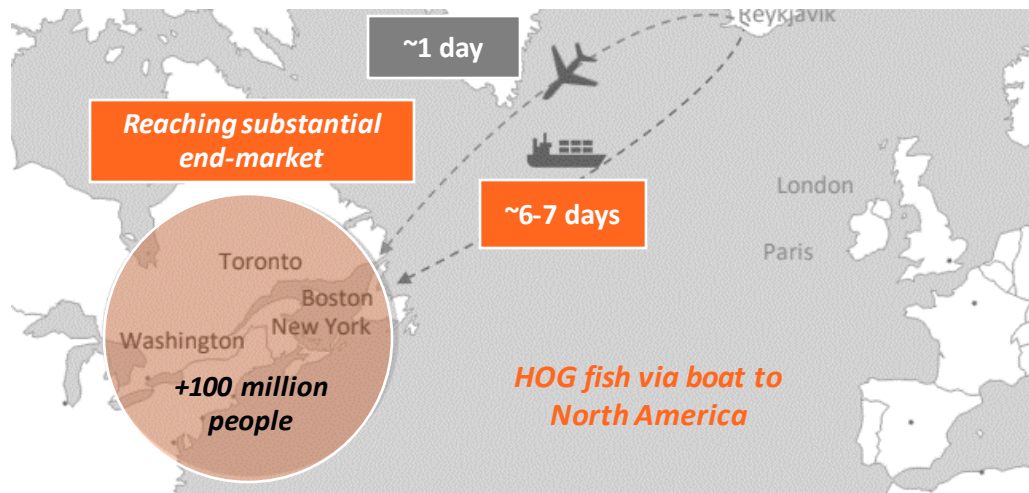 Reykjavik
~1 day
Reaching substantial
end-market
~6-7 days
London
Paris
Toronto
Boston
New York
Washington
+100 million
people
HOG fish via boat to
North America